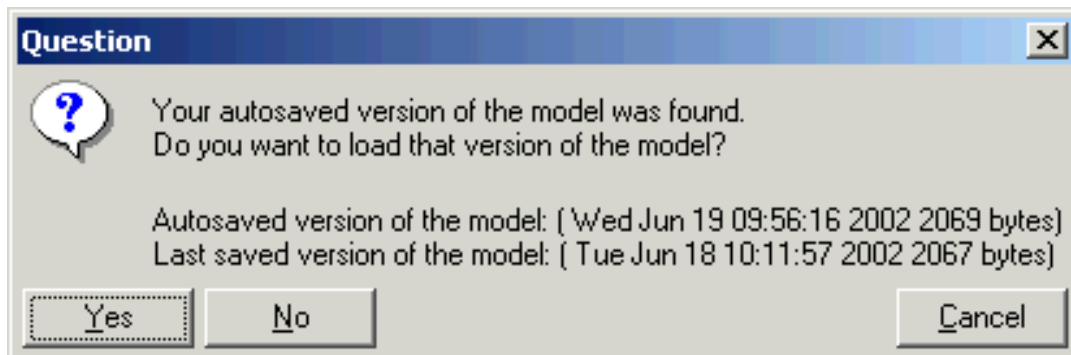 Question
?
Your autosaved version of the model was found.
Do you want to load that version of the model?
Autosaved version of the model: ( Wed Jun 19 09:56:16 2002 2069 bytes)
Last saved version of the model: ( Tue Jun 18 10:11:57 2002 2067 bytes)
Yes No Cancel